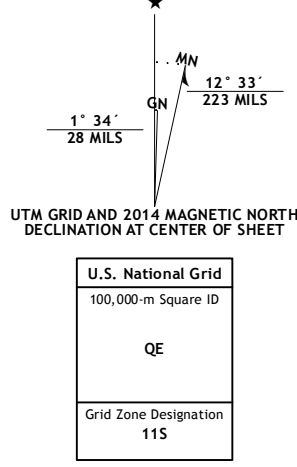 MN
GN
12° 33´
223 MILS
1° 34´
28 MILS
UTM GRID AND 2014 MAGNETIC NORTH
DECLINATION AT CENTER OF SHEET
U.S. National Grid
100,000-m Square ID
QE
Grid Zone Designation
11S